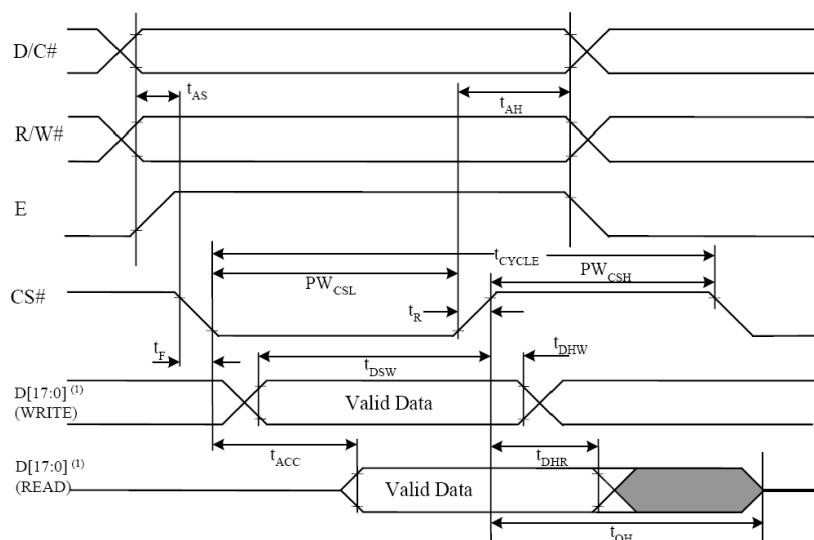 D/C#
tAS
tAH
R/W#
E
tCYCLE
PWCSL
PWCSH
CS#
tR
tF
tDSW
tDHW
D[17:0] (1)
(WRITE)
Valid Data
tACC
tDHR
D[17:0] (1)
(READ)
Valid Data
tOH